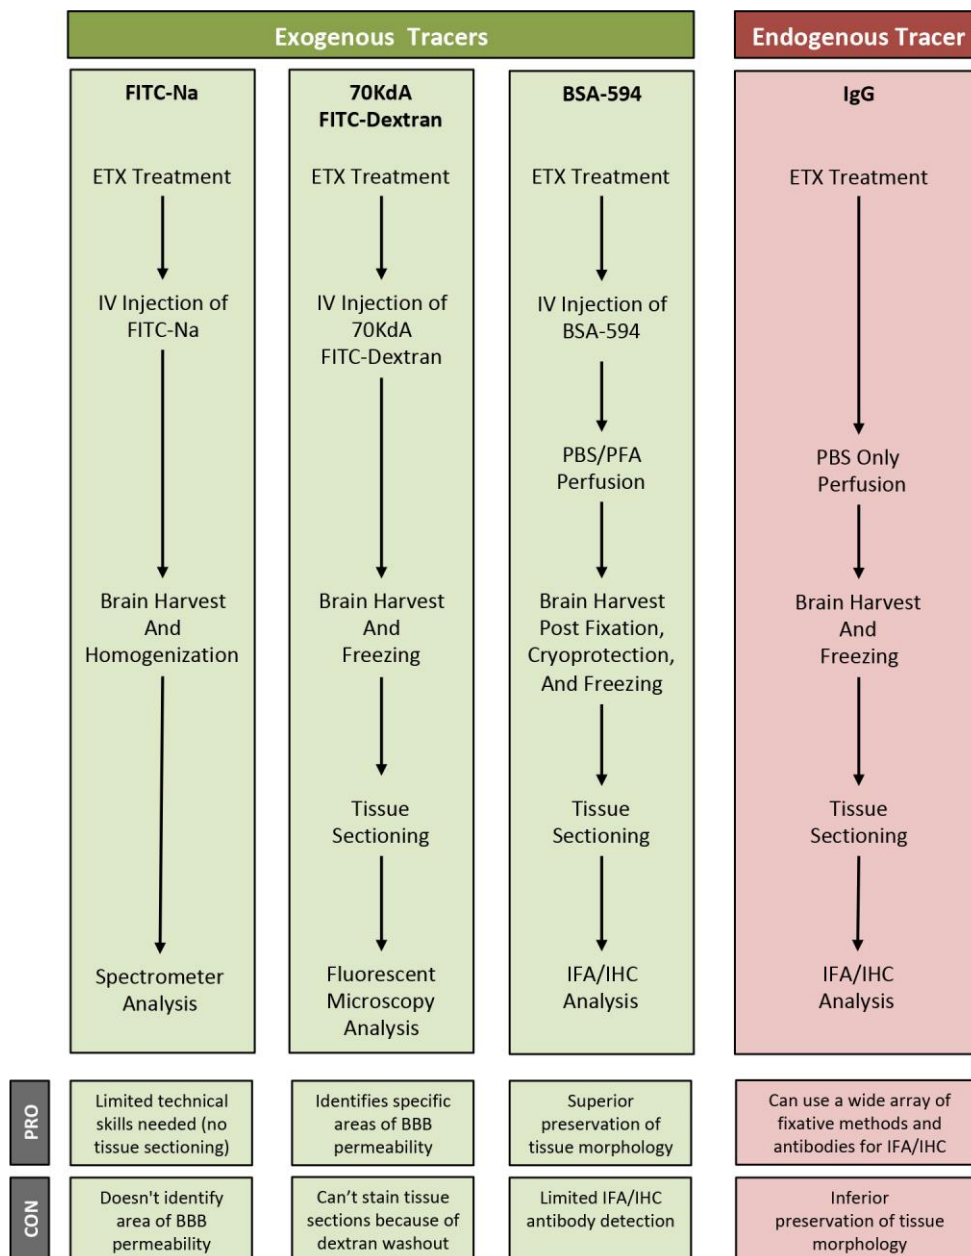 Exogenous Tracers
Endogenous Tracer
FITC-Na
ETX Treatment
IV Injection of
FITC-Na
Brain Harvest
And
Homogenization
Spectrometer
Analysis
70KdA
FITC-Dextran
ETX Treatment
IV Injection of
70KdA
FITC-Dextran
Brain Harvest
And
Freezing
Tissue
Sectioning
Fluorescent
Microscopy
Analysis
BSA-594
ETX Treatment
IV Injection of
BSA-594
PBS/PFA
Perfusion
Brain Harvest
Post Fixation,
Cryoprotection,
And Freezing
Tissue
Sectioning
IFA/IHC
Analysis
IgG
ETX Treatment
PBS Only
Perfusion
Brain Harvest
And
Freezing
Tissue
Sectioning
IFA/IHC
Analysis
PRO
Limited technical
skills needed (no
tissue sectioning)
Identifies specific
areas of BBB
permeability
Superior
preservation of
tissue morphology
Can use a wide array of
fixative methods and
antibodies for IFA/IHC
CON
Doesn't identify
area of BBB
permeability
Can’t stain tissue
sections because of
dextran washout
Limited IFA/IHC
antibody detection
Inferior
preservation of tissue
morphology